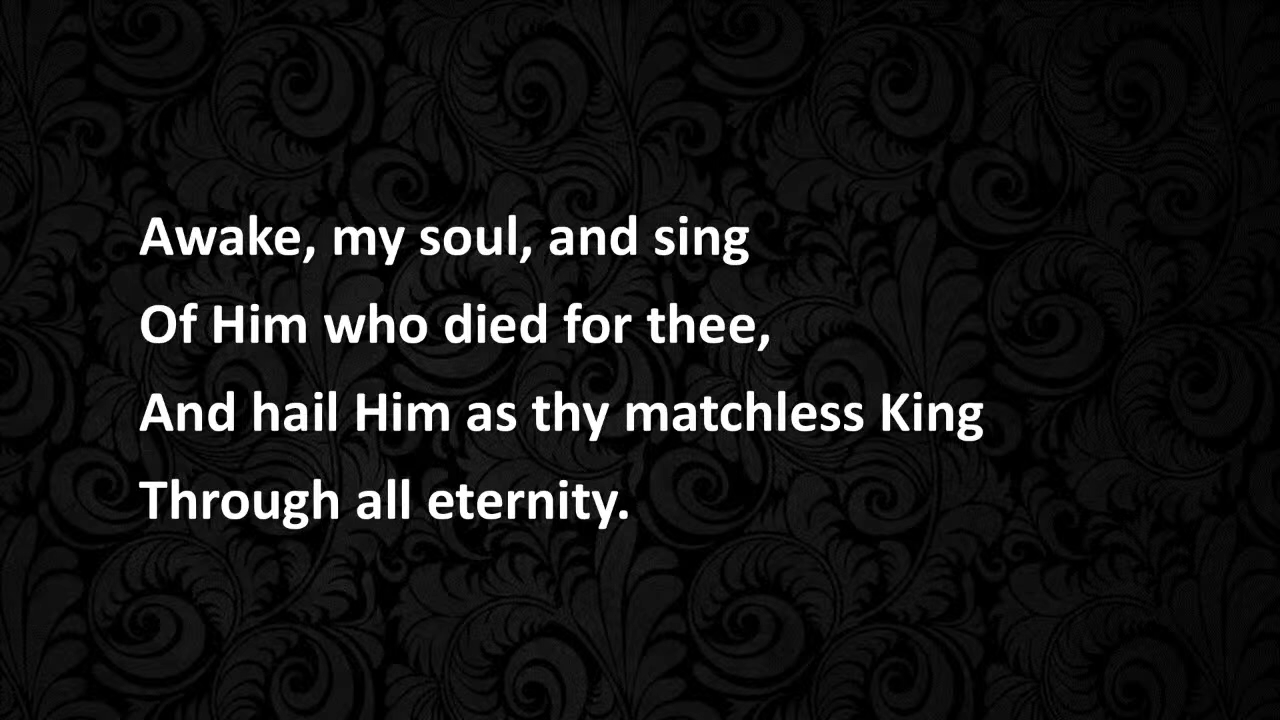 Awake, my soul, and sing
Of Him who died for thee,
And hail Him as thy matchless King
Through all eternity.